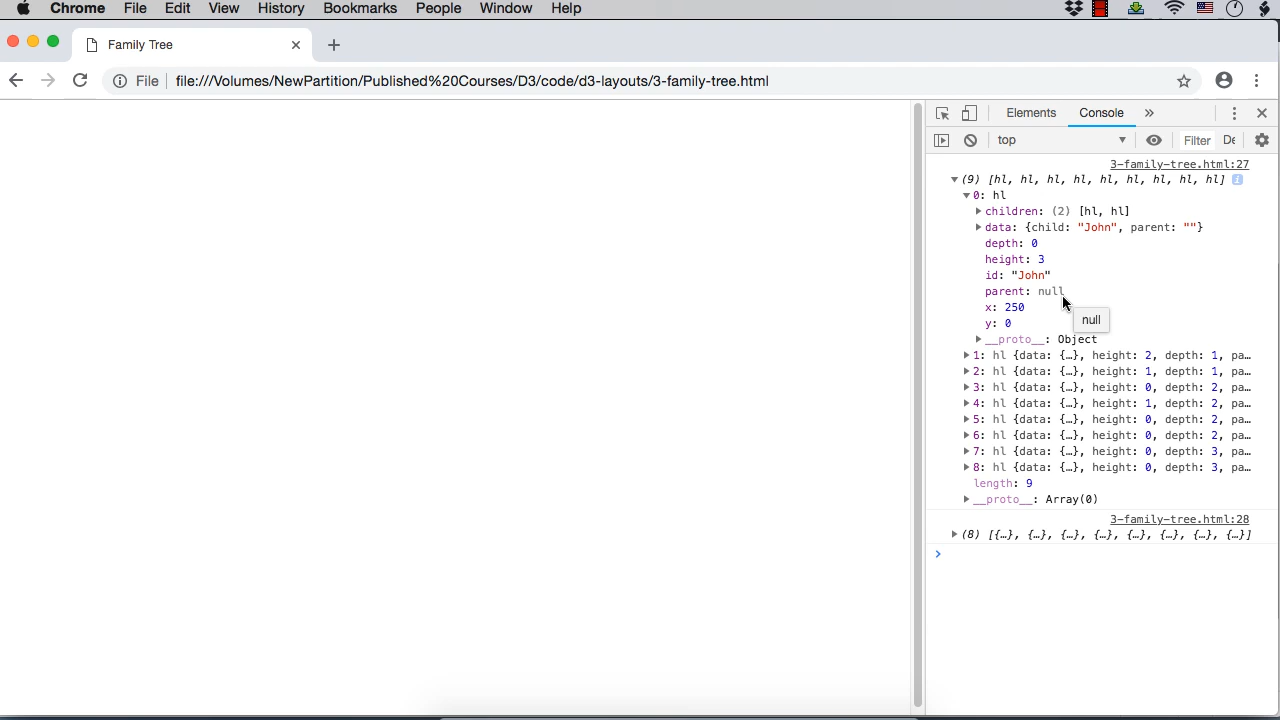 Chrome File Edit View History Bookmarks People Window Help
Family Tree
File file:///Volumes/NewPartition/Published%20Courses/D3/code/d3-layouts/3-family-tree.html
Elements Console »
top Filter De
3-family-tree.html:27
(9) [hl, hl, hl, hl, hl, hl, hl, hl, hl] i
0: hl
children: (2) [hl, hl]
data: {child: "John", parent: ""}
depth: 0
height: 3
id: "John"
parent: null
x: 250
null
y: 0
__proto__: Object
1: hl {data: {…}, height: 2, depth: 1, pa…
2: hl {data: {…}, height: 1, depth: 1, pa…
3: hl {data: {…}, height: 0, depth: 2, pa…
4: hl {data: {…}, height: 1, depth: 2, pa…
5: hl {data: {…}, height: 0, depth: 2, pa…
6: hl {data: {…}, height: 0, depth: 2, pa…
7: hl {data: {…}, height: 0, depth: 3, pa…
8: hl {data: {…}, height: 0, depth: 3, pa…
length: 9
__proto__: Array(0)
3-family-tree.html:28
(8) [{…}, {…}, {…}, {…}, {…}, {…}, {…}, {…}]